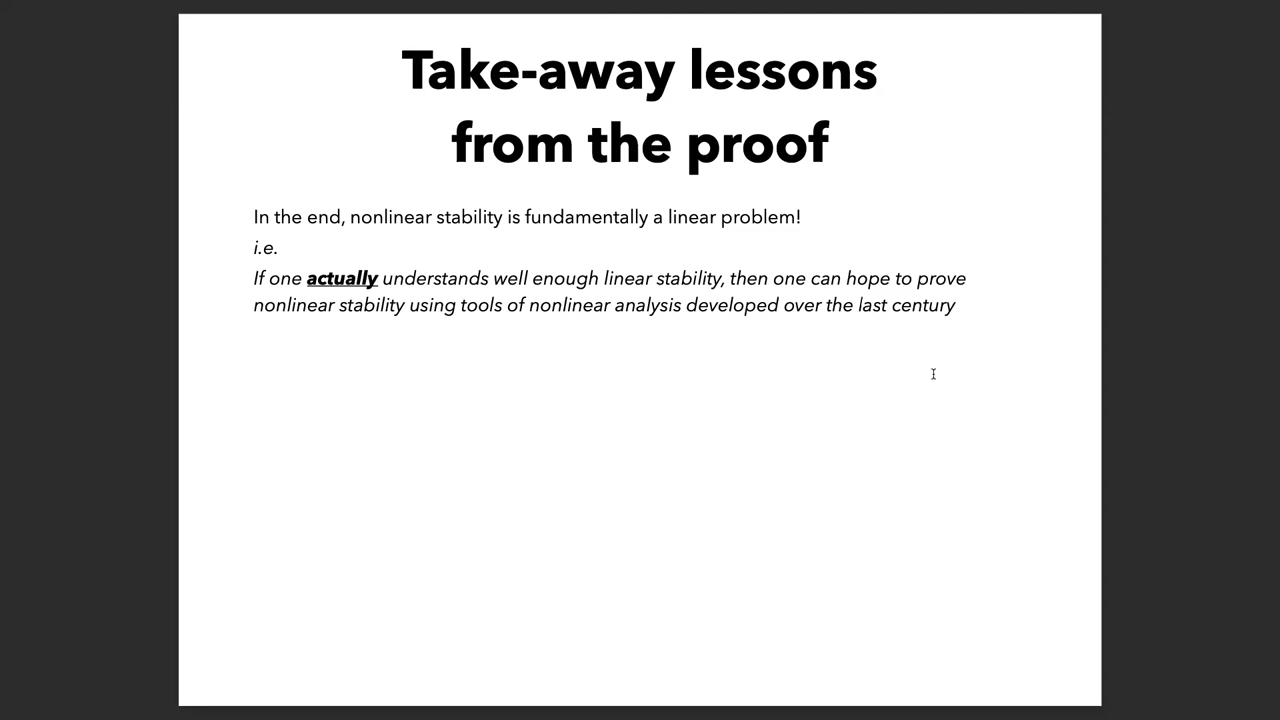 Take-away lessons
from the proof
In the end, nonlinear stability is fundamentally a linear problem!
i.e.
If one actually understands well enough linear stability, then one can hope to prove
nonlinear stability using tools of nonlinear analysis developed over the last century